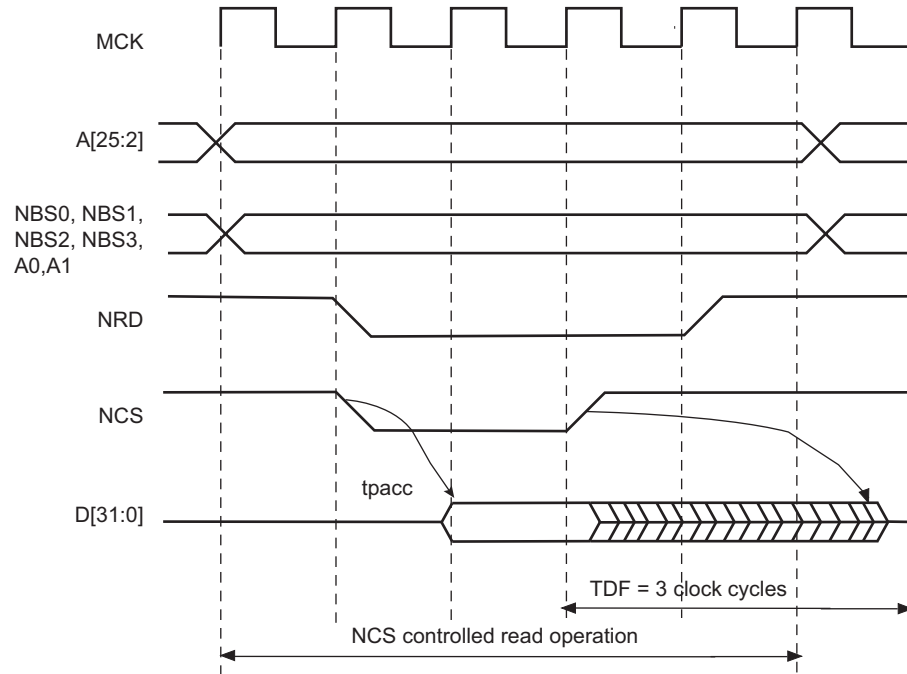 MCK
A[25:2]
NBS0, NBS1,
NBS2, NBS3,
A0,A1
NRD
NCS
tpacc
D[31:0]
TDF = 3 clock cycles
NCS controlled read operation